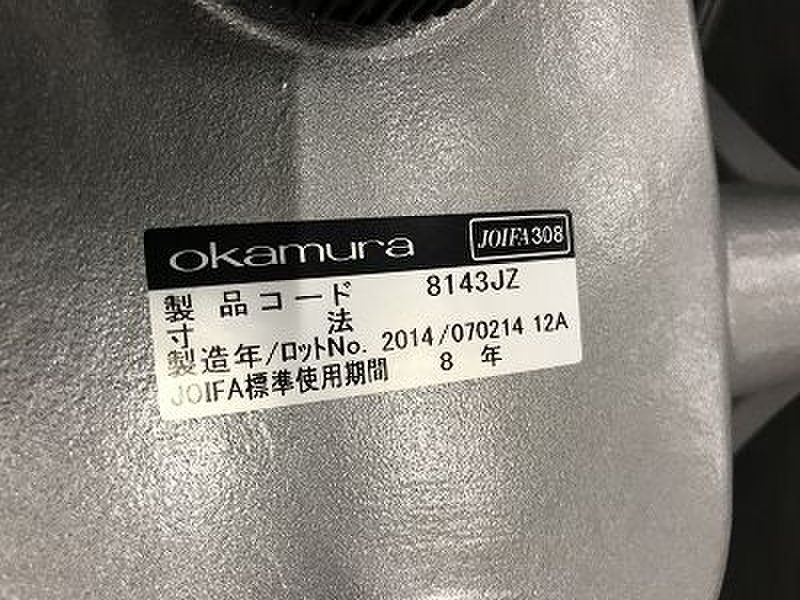 okamura JOIFA308
製品コード 8143JZ
寸法
製造年/ロットNo. 2014/070214 12A
JOIFA標準使用期間 8年